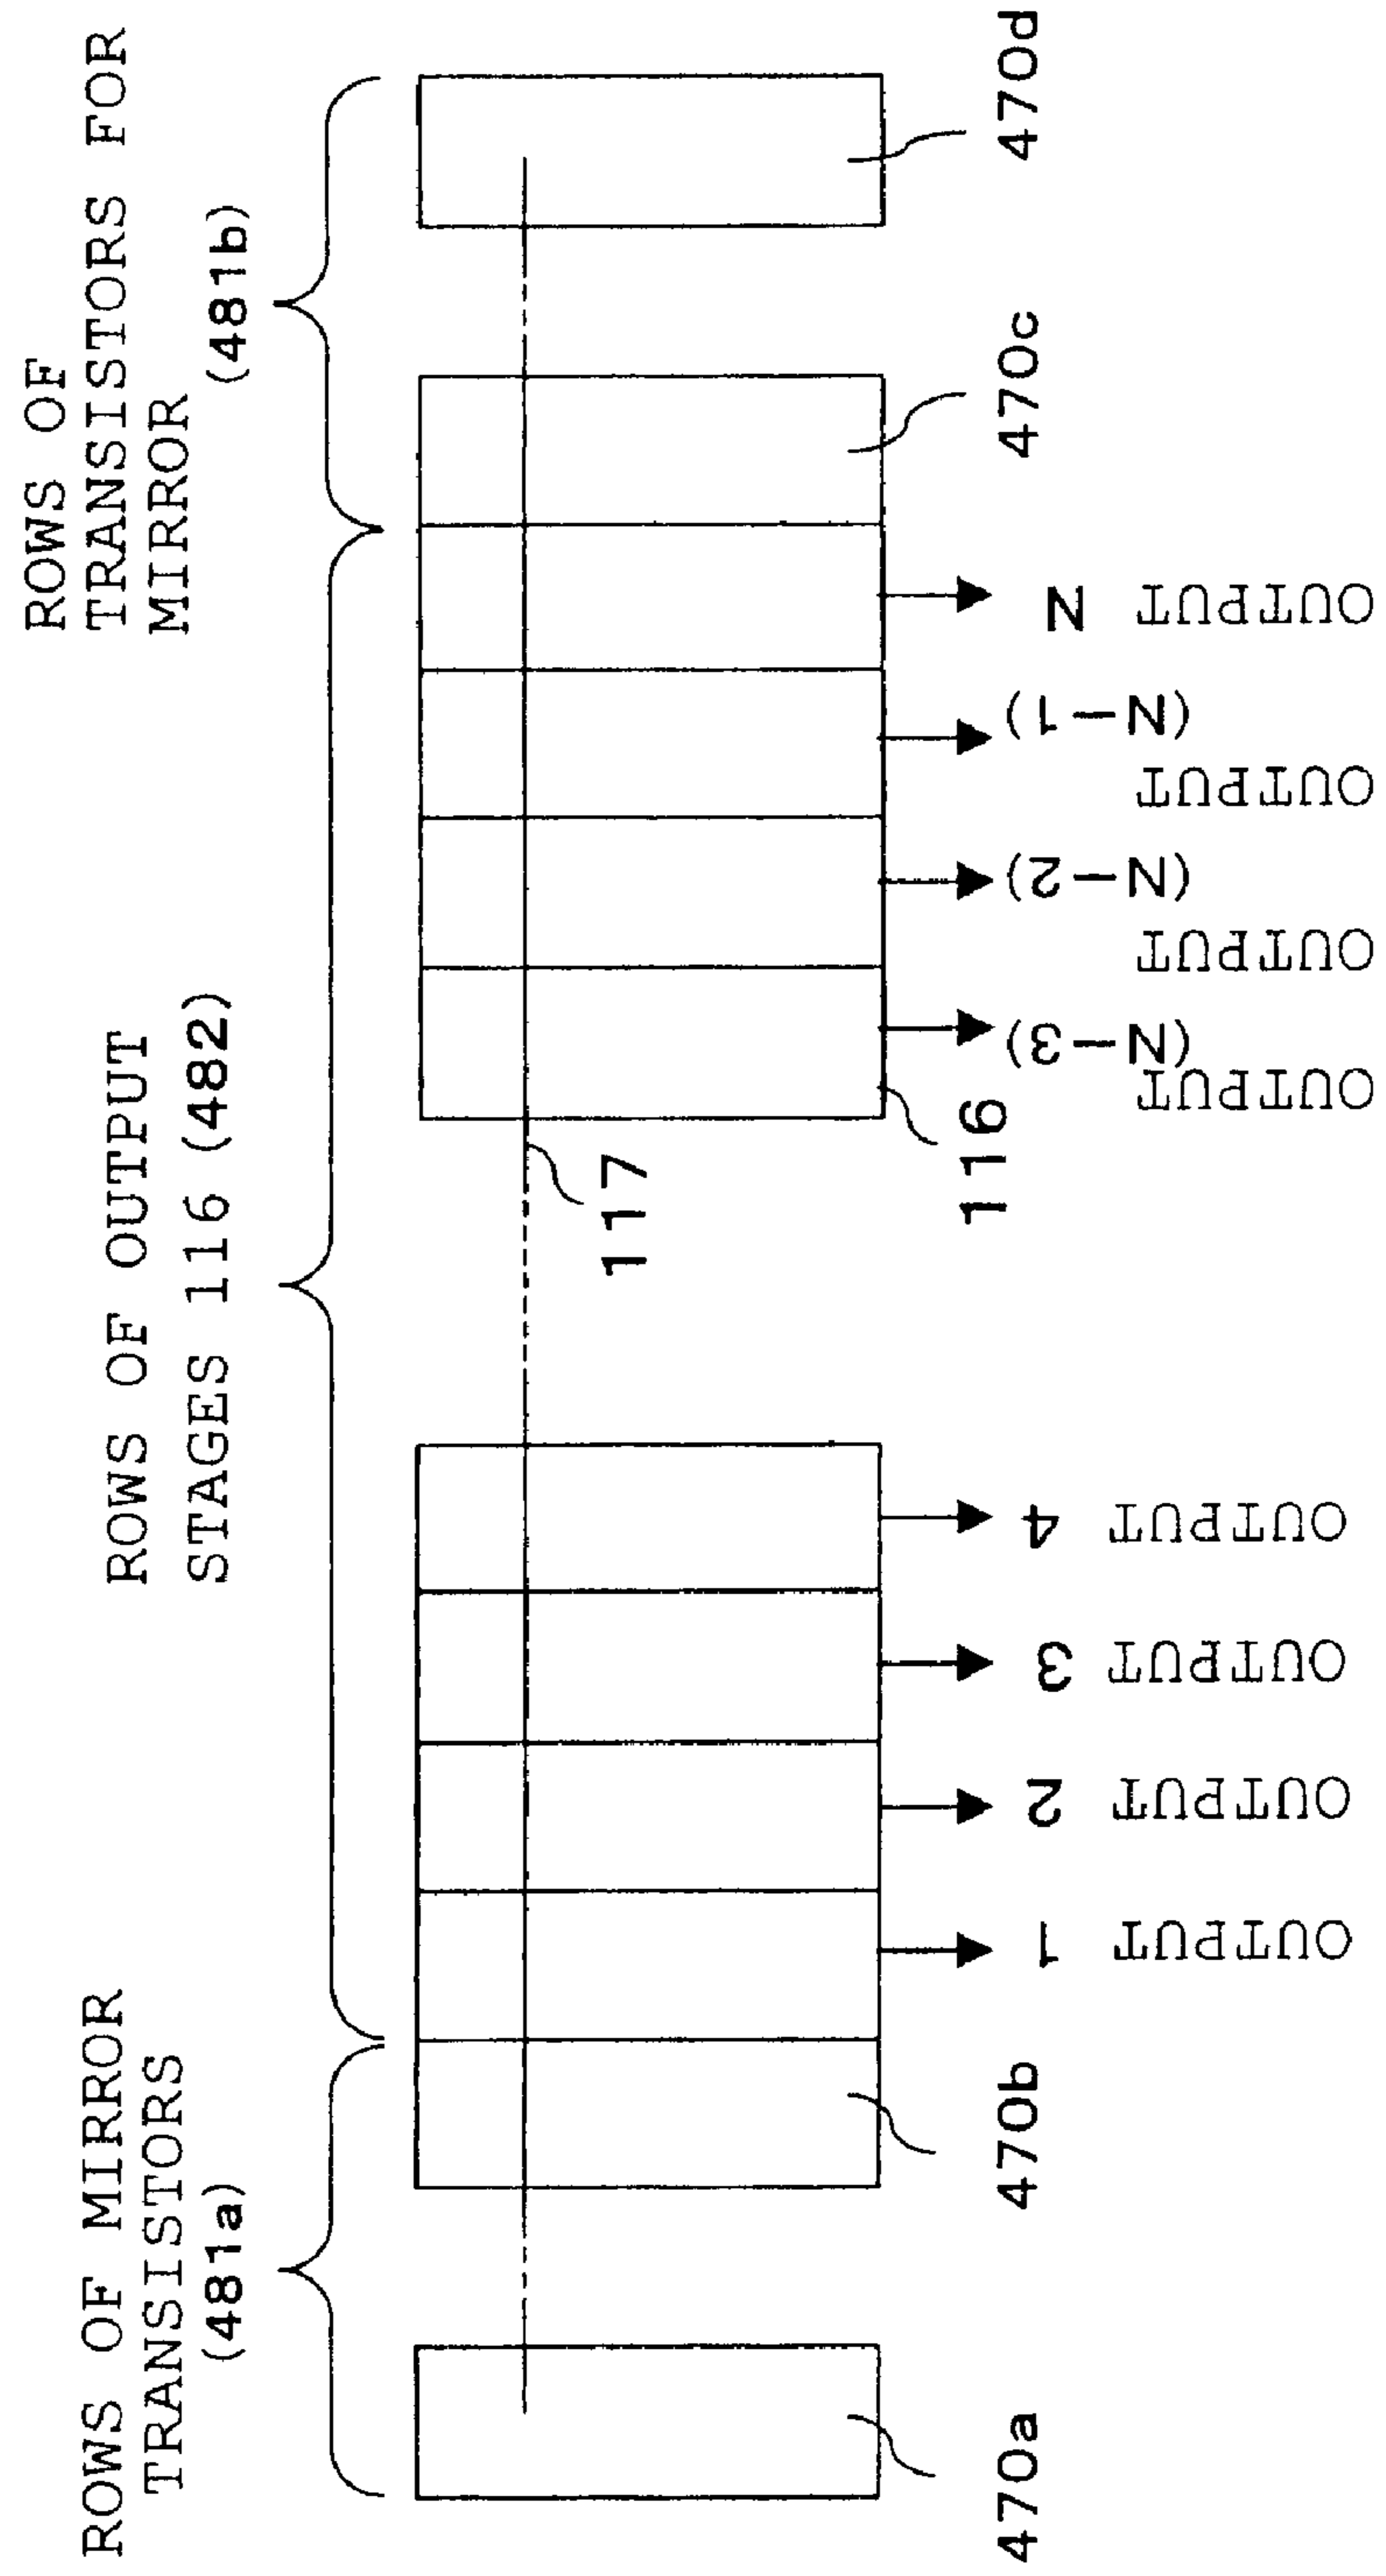 ROWS OF MIRROR
TRANSISTORS
(481a)
ROWS OF OUTPUT
STAGES 116 (482)
ROWS OF
TRANSISTORS FOR
MIRROR
(481b)
117
116
470a
470b
470c
470d
OUTPUT 1
OUTPUT 2
OUTPUT 3
OUTPUT 4
OUTPUT
(N-3)
OUTPUT
(N-2)
OUTPUT
(N-1)
OUTPUT N